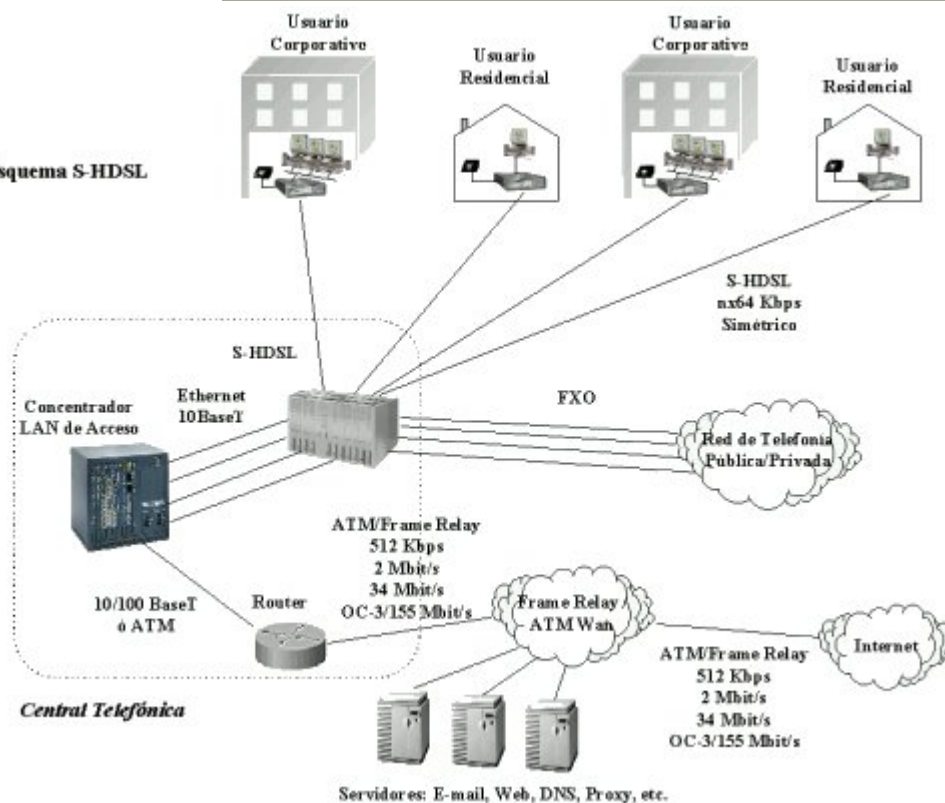 Usuario
Corporativo
Usuario
Residencial
Usuario
Corporativo
Usuario
Residencial
squema S-HDSL
S-HDSL
nx64 Kbps
Simétrico
S-HDSL
Ethernet
10BaseT
FXO
Concentrador
LAN de Acceso
Red de Telefonía
Pública/Privada
ATM/Frame Relay
512 Kbps
2 Mbit/s
34 Mbit/s
OC-3/155 Mbit/s
10/100 BaseT
ó ATM
Router
Frame Relay /
ATM Wan
Internet
ATM/Frame Relay
512 Kbps
2 Mbit/s
34 Mbit/s
OC-3/155 Mbit/s
Central Telefónica
Servidores: E-mail, Web, DNS, Proxy, etc.